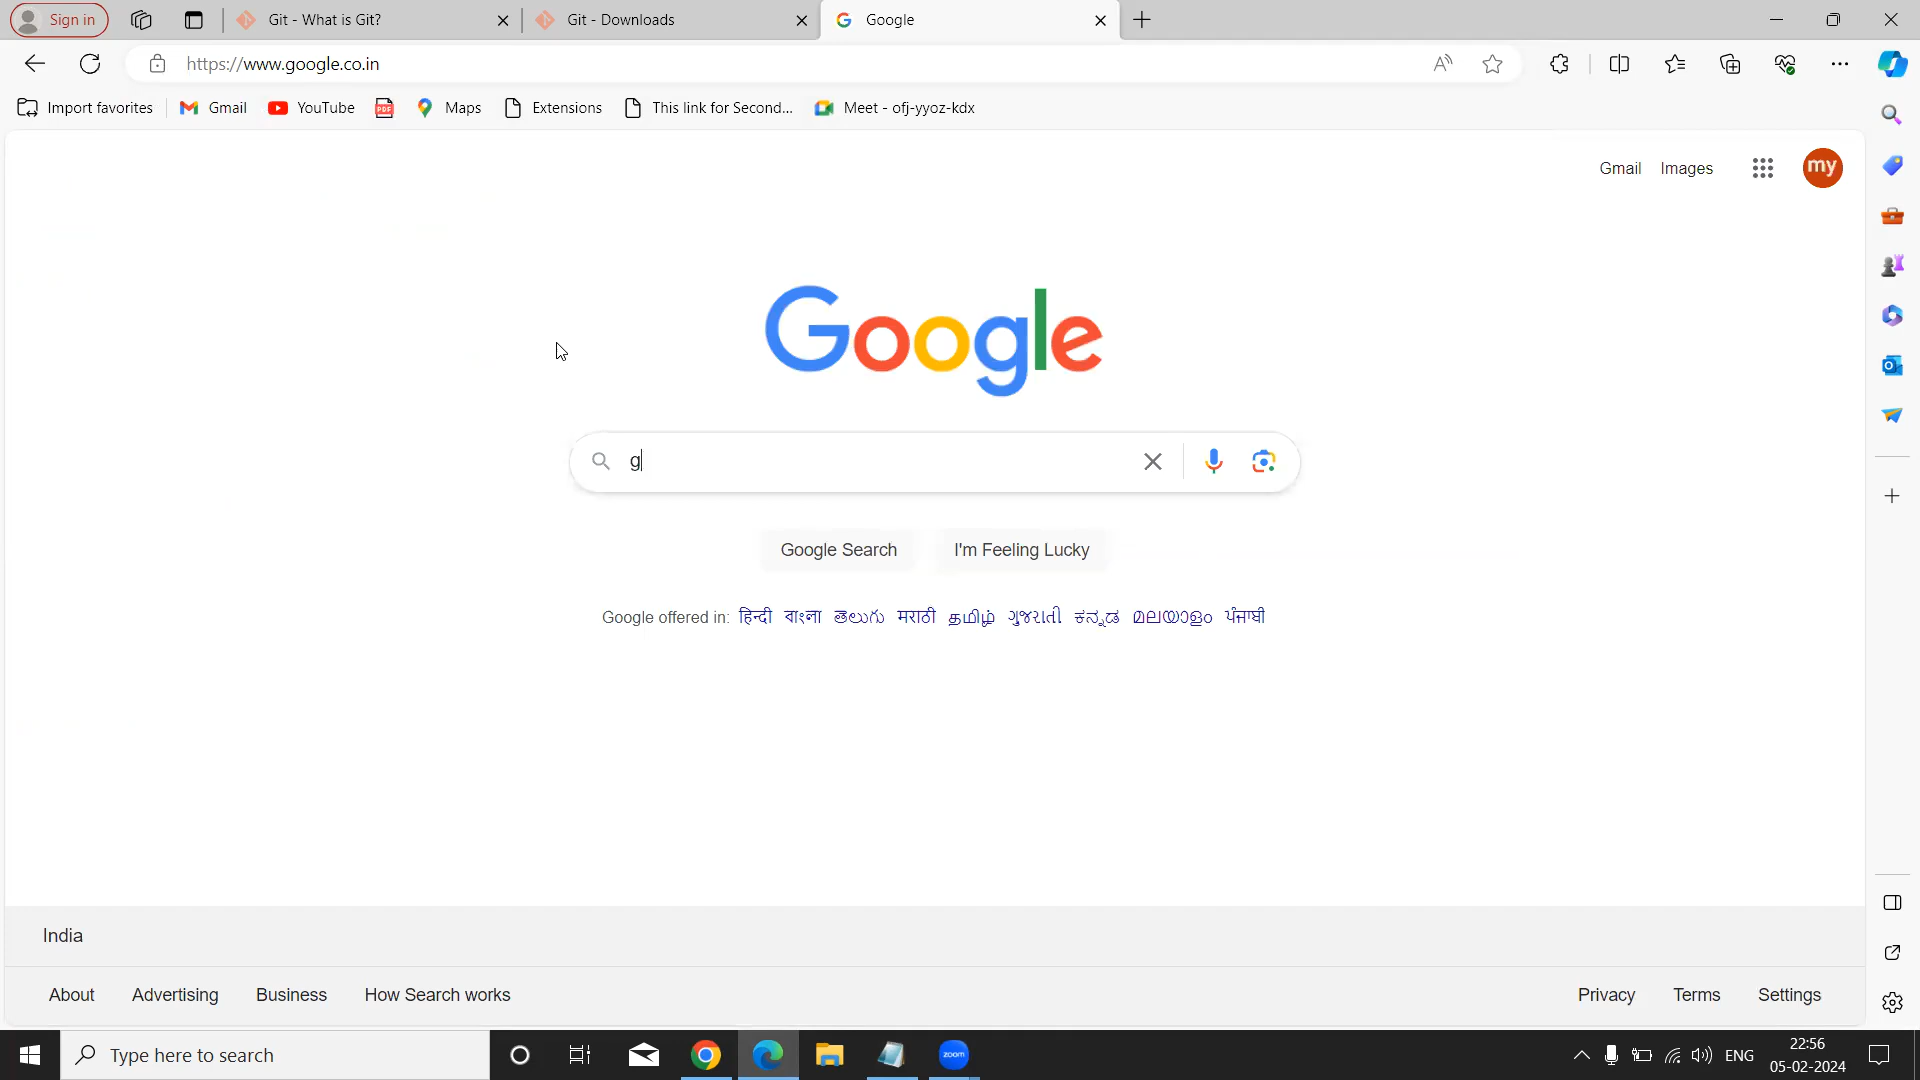 Sign in
Git - What is Git?
Git - Downloads
Google
https://www.google.co.in
Import favorites
Gmail
YouTube
PDF
Maps
Extensions
This link for Second...
Meet - ofj-yyoz-kdx
Gmail
Images
my
Google
g
Google Search
I'm Feeling Lucky
Google offered in: हिन्दी বাংলা తెలుగు मराठी தமிழ் ગુજરાતી ಕನ್ನಡ മലയാളം ਪੰਜਾਬੀ
India
About
Advertising
Business
How Search works
Privacy
Terms
Settings
Type here to search
zoom
ENG
22:56
05-02-2024